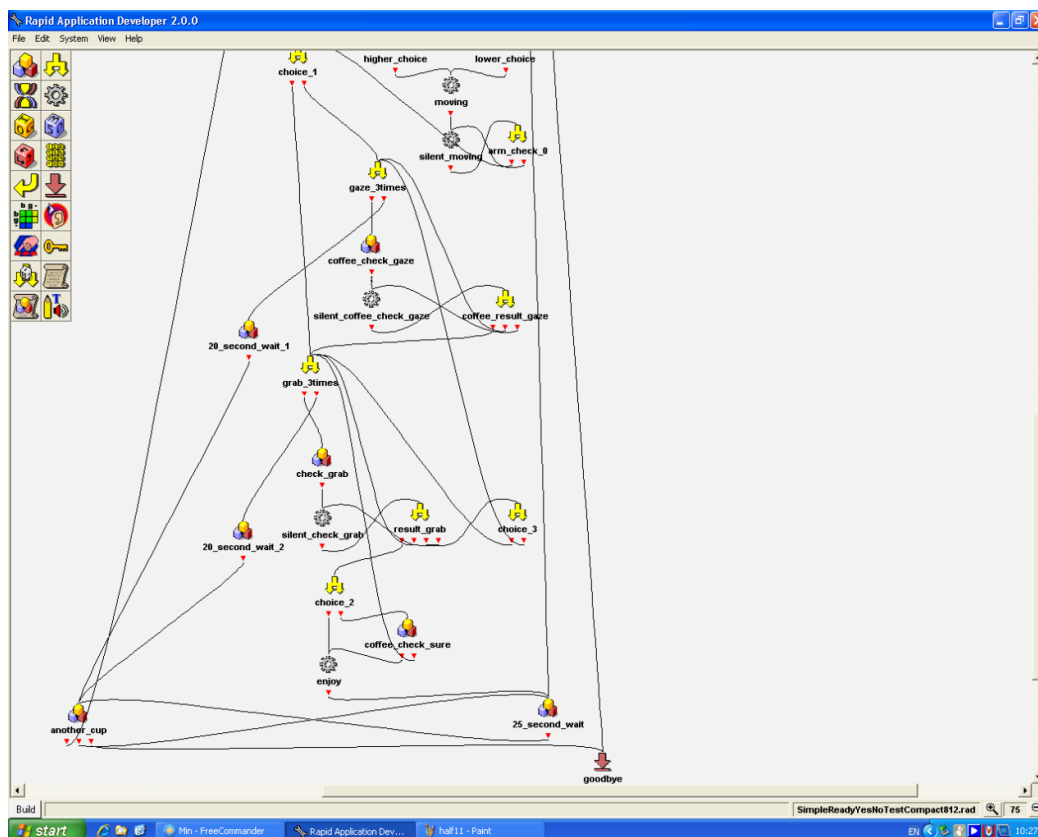 Rapid Application Developer 2.0.0
File Edit System View Help
choice_1
higher_choice
lower_choice
moving
silent_moving
arm_check_0
gaze_3times
coffee_check_gaze
silent_coffee_check_gaze
coffee_result_gaze
20_second_wait_1
grab_3times
check_grab
silent_check_grab
result_grab
choice_3
20_second_wait_2
choice_2
coffee_check_sure
enjoy
another_cup
25_second_wait
goodbye
Build
SimpleReadyYesNoTestCompact812.rad
75
start
Min - FreeCommander
Rapid Application Dev...
half11 - Paint
EN
10:27